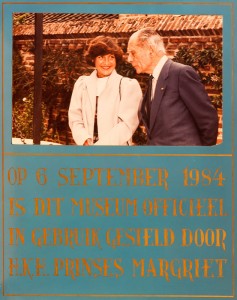 OP 6 SEPTEMBER 1984
IS DIT MUSEUM OFFICIEEL
IN GEBRUIK GESTELD DOOR
H.K.H. PRINSES MARGRIET